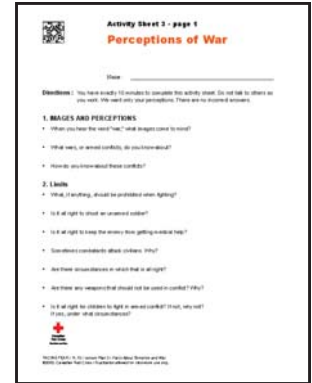 Activity Sheet 3 - page 1
Perceptions of War
Name:
Directions: You have exactly 10 minutes to complete this activity sheet. Do not talk to others as
you work. We want only your perceptions. There are no incorrect answers.
1. IMAGES AND PERCEPTIONS
• When you hear the word "war," what images come to mind?
• What wars, or armed conflicts, do you know about?
• How do you know about these conflicts?
2. Limits
• What, if anything, should be prohibited when fighting?
• Is it all right to shoot an unarmed soldier?
• Is it all right to keep the enemy from getting medical help?
• Sometimes combatants attack civilians. Why?
• Are there circumstances in which that is all right?
• Are there any weapons that should not be used in conflict? Why?
• Is it all right for children to fight in armed conflict? If not, why not?
If yes, under what circumstances?
Canadian
Red Cross